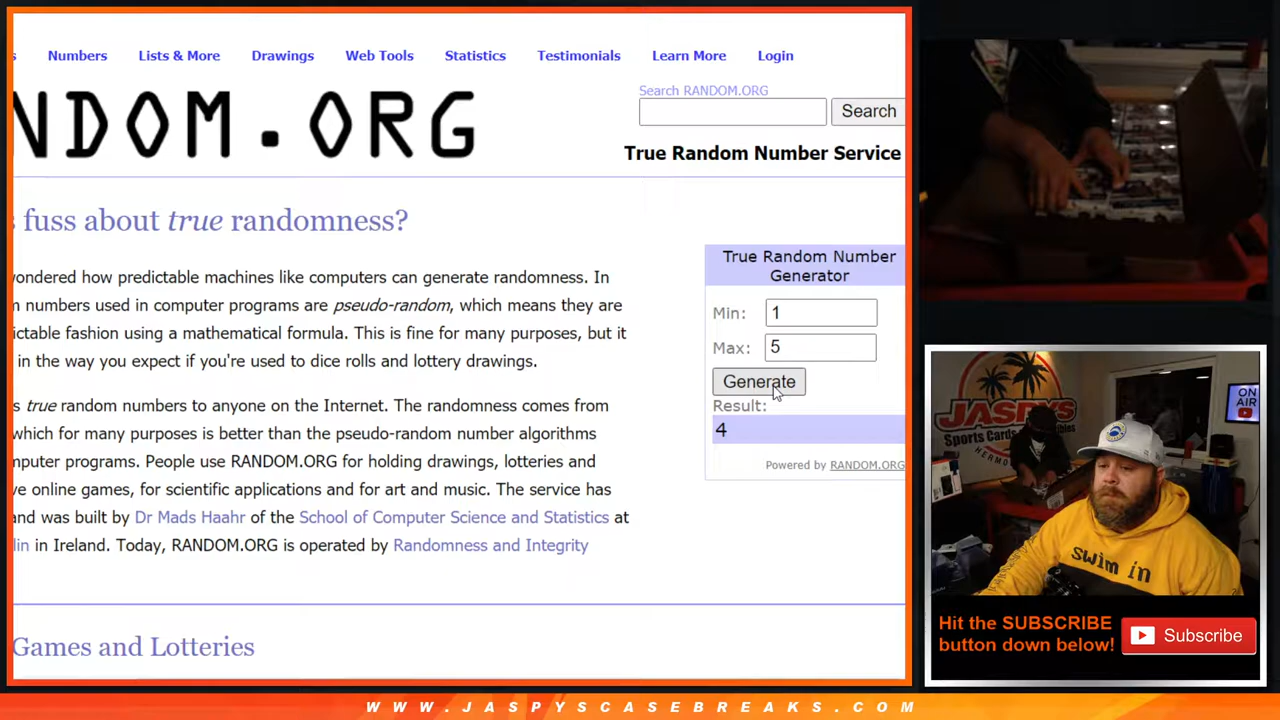 s Numbers Lists & More Drawings Web Tools Statistics Testimonials Learn More Login
Search RANDOM.ORG
NDOM.ORG
Search
True Random Number Service
s fuss about true randomness?
wondered how predictable machines like computers can generate randomness. In
m numbers used in computer programs are pseudo-random, which means they are
ctable fashion using a mathematical formula. This is fine for many purposes, but it
in the way you expect if you're used to dice rolls and lottery drawings.
s true random numbers to anyone on the Internet. The randomness comes from
which for many purposes is better than the pseudo-random number algorithms
mputer programs. People use RANDOM.ORG for holding drawings, lotteries and
ve online games, for scientific applications and for art and music. The service has
and was built by Dr Mads Haahr of the School of Computer Science and Statistics at
lin in Ireland. Today, RANDOM.ORG is operated by Randomness and Integrity
Games and Lotteries
True Random Number
Generator
Min: 1
Max: 5
Generate
Result:
4
Powered by RANDOM.ORG
JASPYS
Sports Cards
HERMO
ON
AIR
swim in
Hit the SUBSCRIBE
button down below!
Subscribe
WWW.JASPYSCASEBREAKS.COM